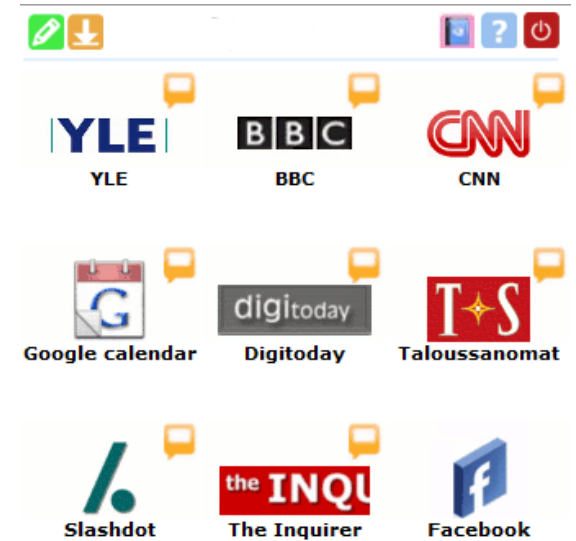 ?
YLE
BBC
CNN
YLE
BBC
CNN
G
digitoday
T S
Google calendar
Digitoday
Taloussanomat
/.
the INQU
f
Slashdot
The Inquirer
Facebook